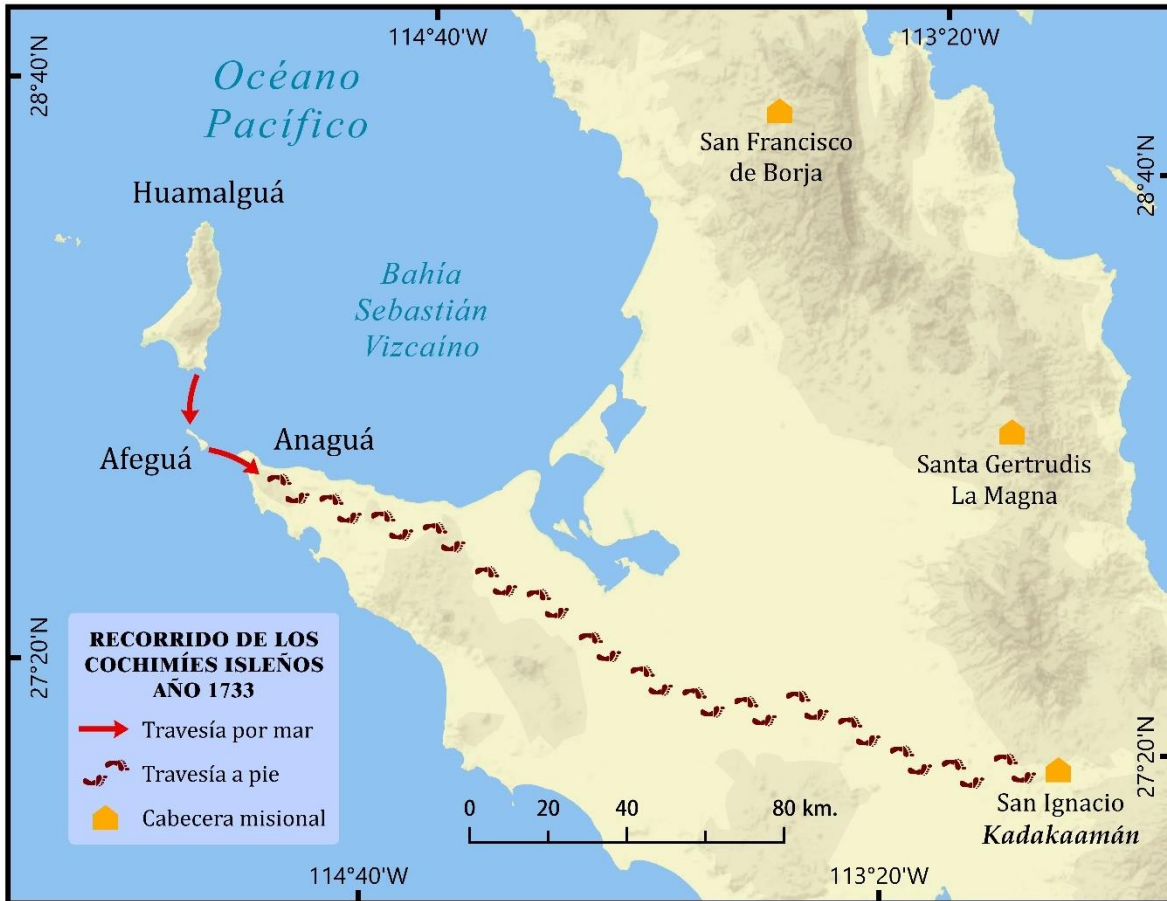 114°40'W
113°20'W
28°40'N
28°40'N
Océano
Pacífico
San Francisco
de Borja
Huamalguá
Bahía
Sebastián
Vizcaíno
Afeguá
Anaguá
Santa Gertrudis
La Magna
27°20'N
27°20'N
RECORRIDO DE LOS
COCHIMÍES ISLEÑOS
AÑO 1733
Travesía por mar
Travesía a pie
Cabecera misional
0 20 40 80 km.
San Ignacio
Kadakaamán
114°40'W
113°20'W